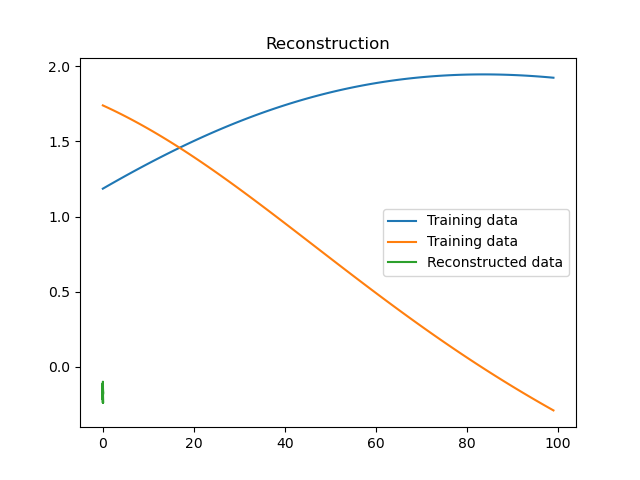 Reconstruction
2.0
1.5
1.0
0.5
0.0
Training data
Training data
Reconstructed data
0 20 40 60 80 100